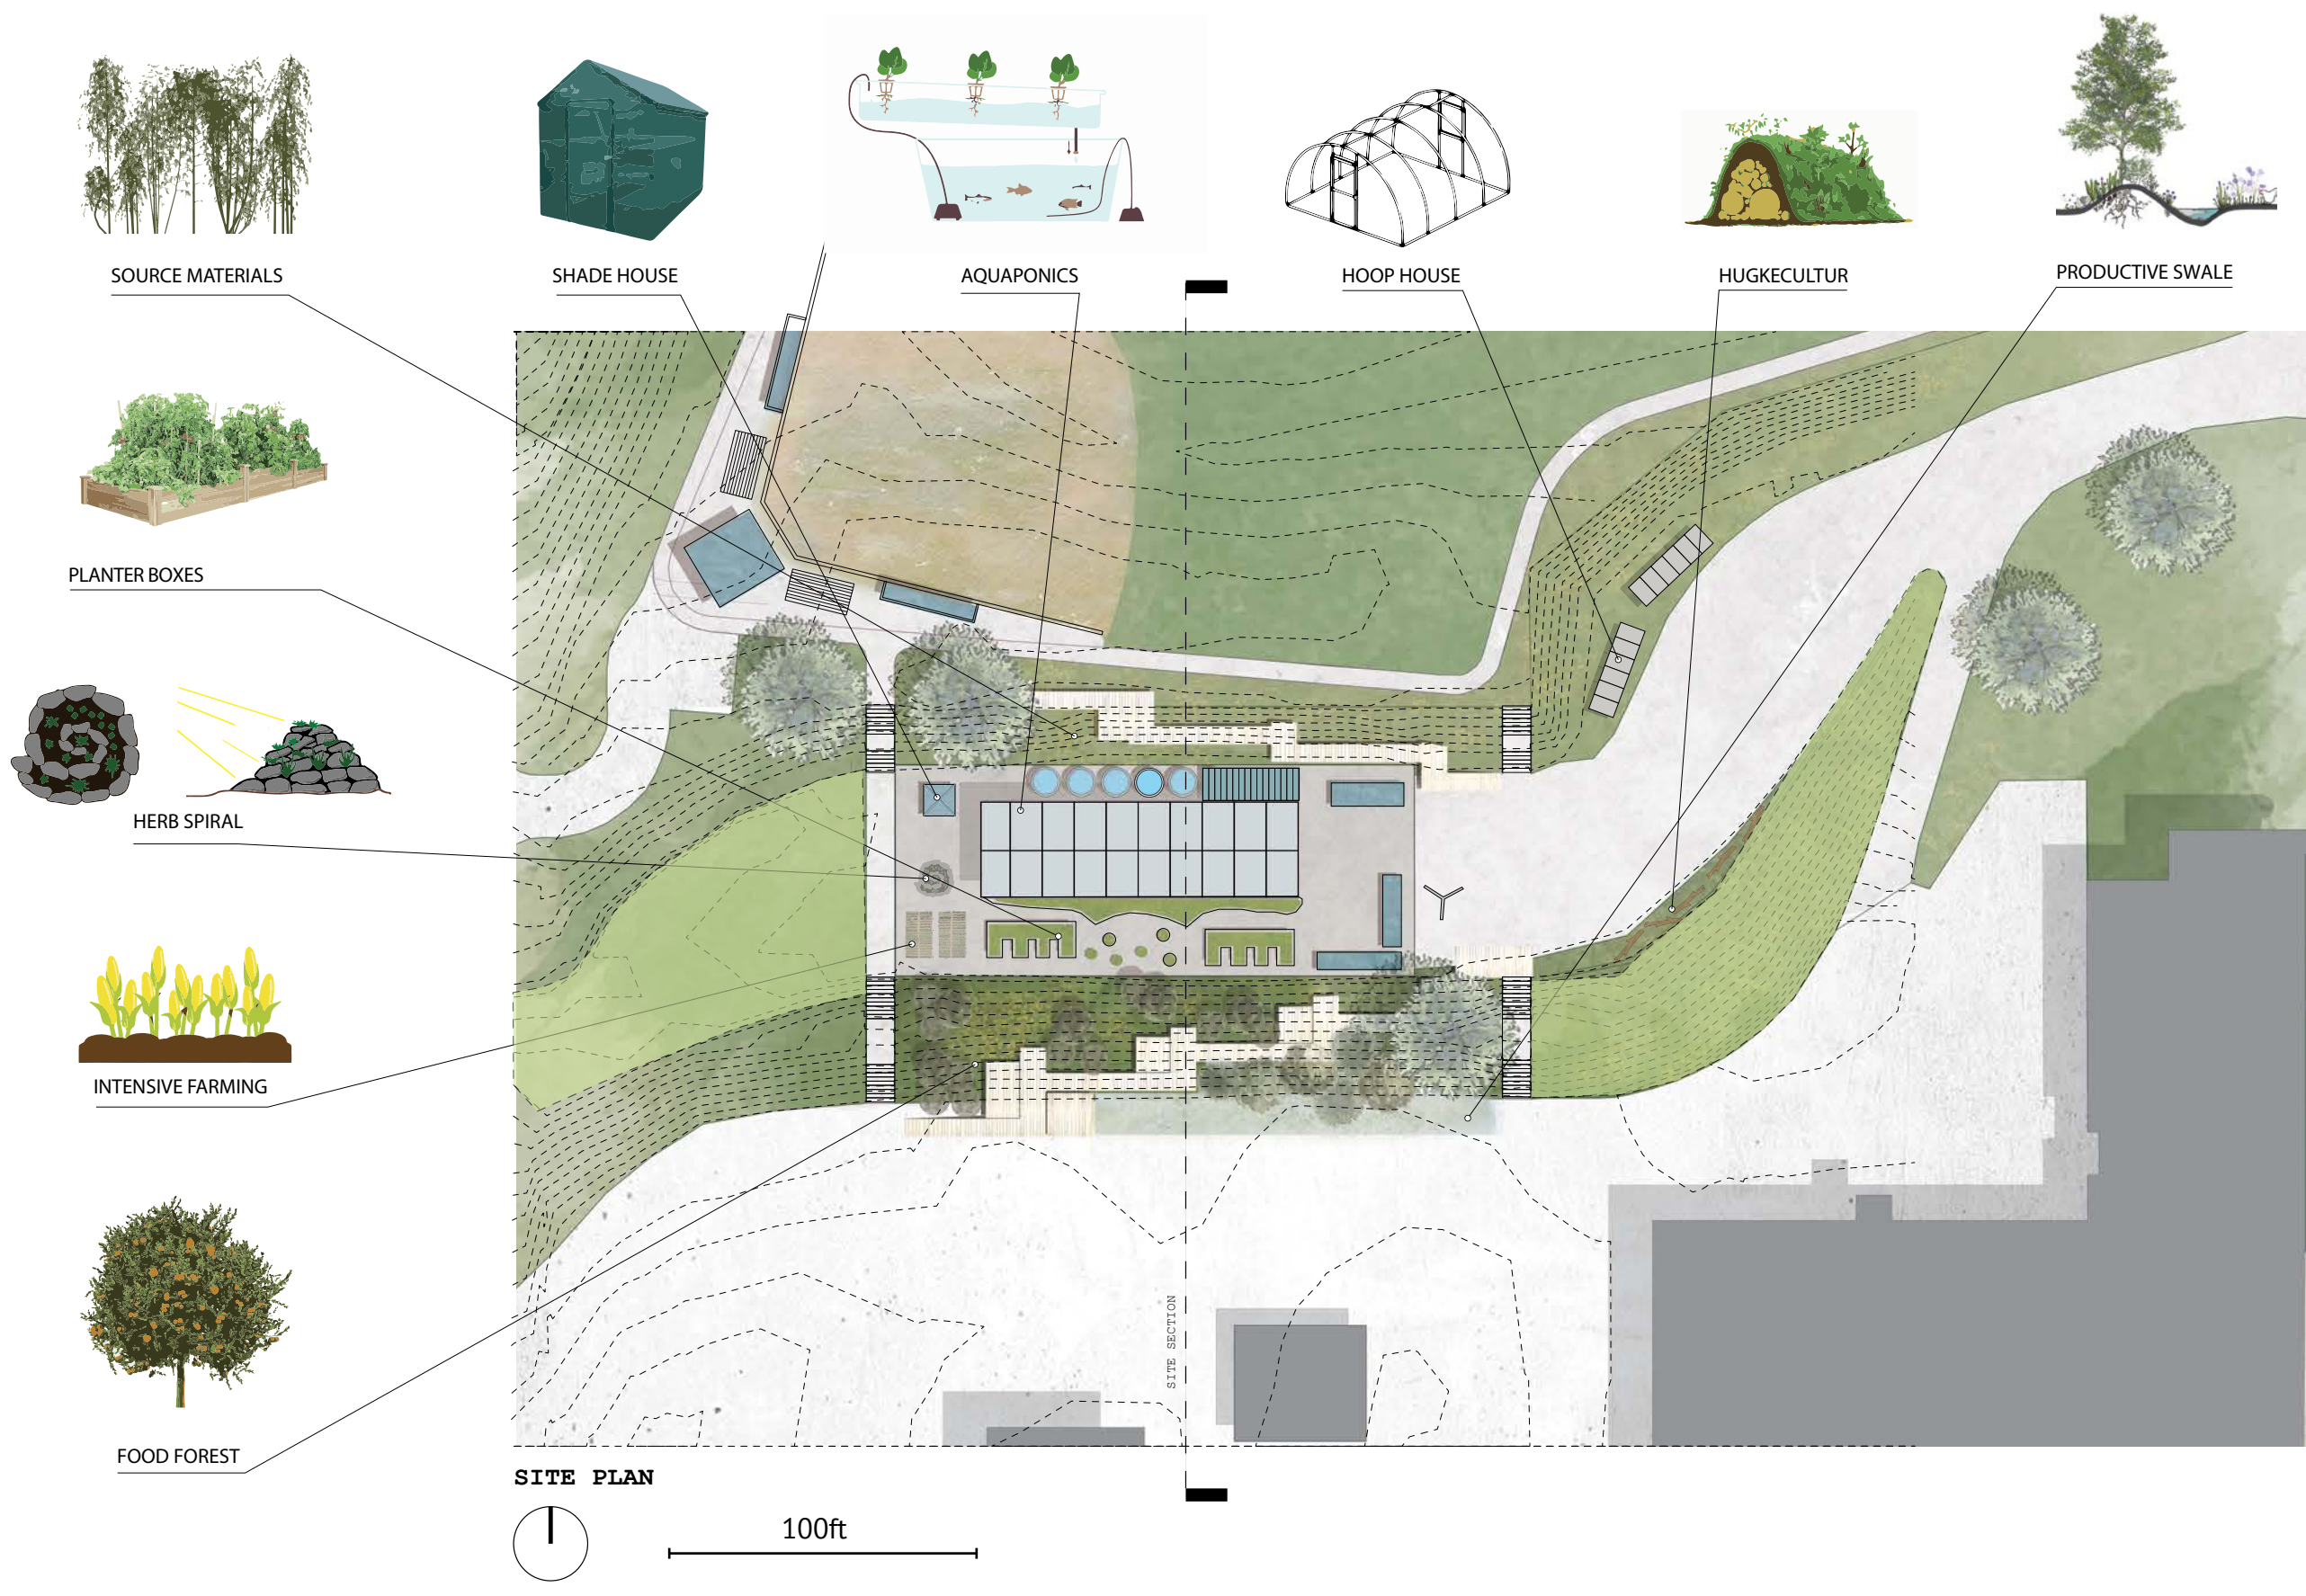 SOURCE MATERIALS
SHADE HOUSE
AQUAPONICS
HOOP HOUSE
HUGKECULTUR
PRODUCTIVE SWALE
PLANTER BOXES
HERB SPIRAL
INTENSIVE FARMING
FOOD FOREST
SITE SECTION
SITE PLAN
100ft